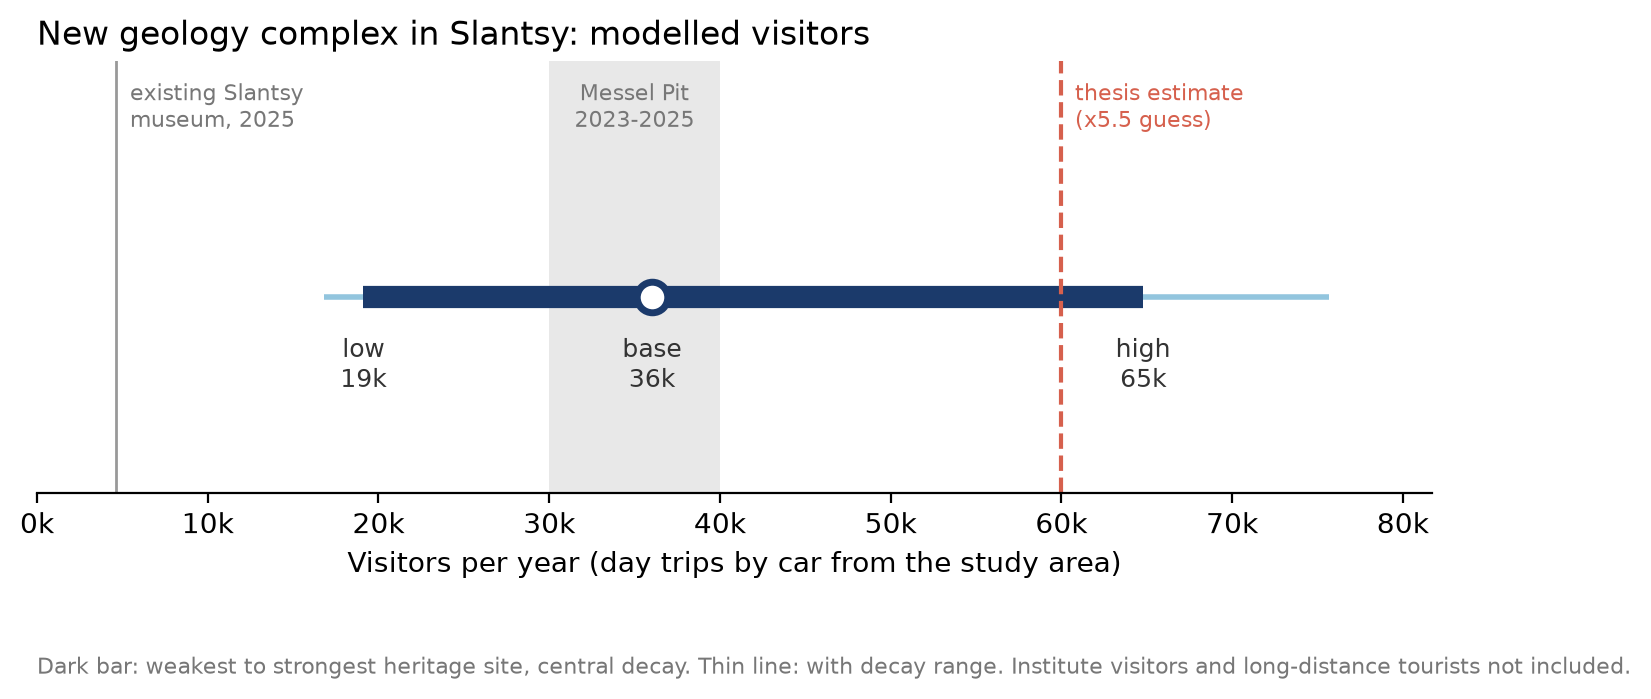 New geology complex in Slantsy: modelled visitors
existing Slantsy
museum, 2025
Messel Pit
2023-2025
thesis estimate
(x5.5 guess)
low
19k
base
36k
high
65k
0k 10k 20k 30k 40k 50k 60k 70k 80k
Visitors per year (day trips by car from the study area)
Dark bar: weakest to strongest heritage site, central decay. Thin line: with decay range. Institute visitors and long-distance tourists not included.